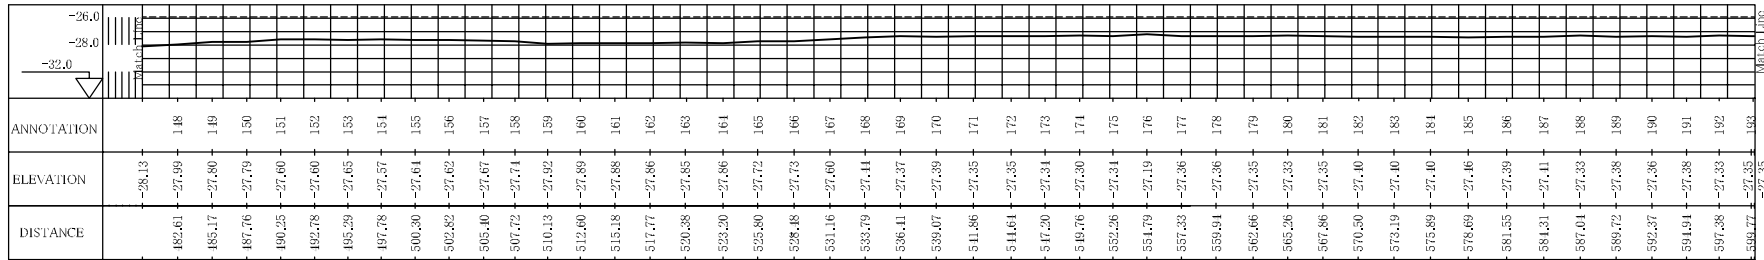 -26.0
-28.0
-32.0
Match Line
Match Line
ANNOTATION 148 149 150 151 152 153 154 155 156 157 158 159 160 161 162 163 164 165 166 167 168 169 170 171 172 173 174 175 176 177 178 179 180 181 182 183 184 185 186 187 188 189 190 191 192 193
ELEVATION -28.13 -27.99 -27.80 -27.79 -27.60 -27.60 -27.65 -27.57 -27.64 -27.62 -27.67 -27.74 -27.92 -27.89 -27.88 -27.86 -27.85 -27.86 -27.72 -27.73 -27.60 -27.44 -27.37 -27.39 -27.35 -27.35 -27.34 -27.30 -27.34 -27.19 -27.36 -27.36 -27.35 -27.33 -27.35 -27.40 -27.40 -27.40 -27.46 -27.41 -27.41 -27.33 -27.38 -27.36 -27.38 -27.33 -27.35 -27.35
DISTANCE 482.61 485.17 487.76 490.25 492.78 495.29 497.78 500.30 502.82 505.40 507.72 510.13 512.60 515.18 517.77 520.38 523.20 525.80 528.48 531.16 533.79 536.41 539.07 541.86 544.64 547.20 549.76 552.26 554.79 557.33 559.94 562.66 565.26 567.86 570.50 573.19 575.89 578.69 581.55 584.31 587.04 589.72 592.37 594.94 597.38 599.77